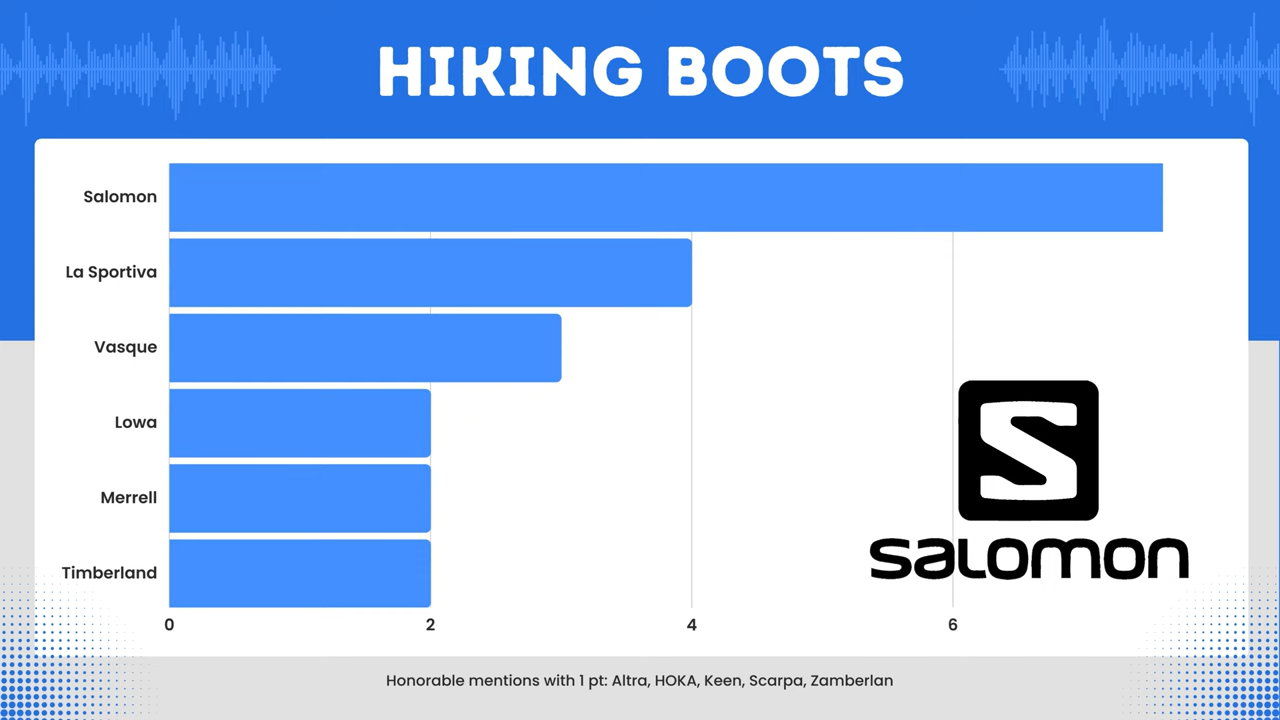 HIKING BOOTS
Salomon
La Sportiva
Vasque
Lowa
Merrell
Timberland
0 2 4 6
S
salomon
Honorable mentions with 1 pt: Altra, HOKA, Keen, Scarpa, Zamberlan